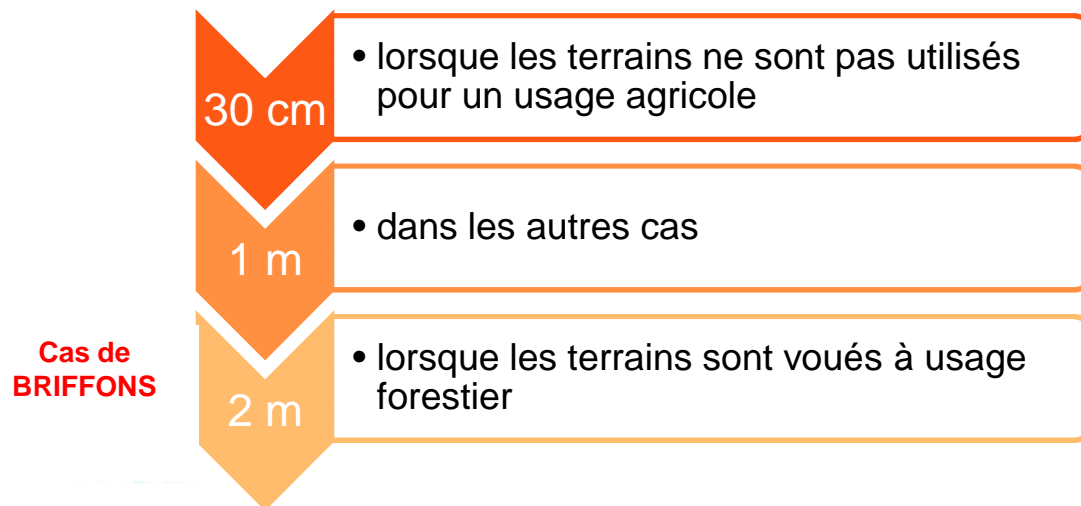 30 cm
• lorsque les terrains ne sont pas utilisés
pour un usage agricole
1 m
• dans les autres cas
Cas de
BRIFFONS
2 m
• lorsque les terrains sont voués à usage
forestier